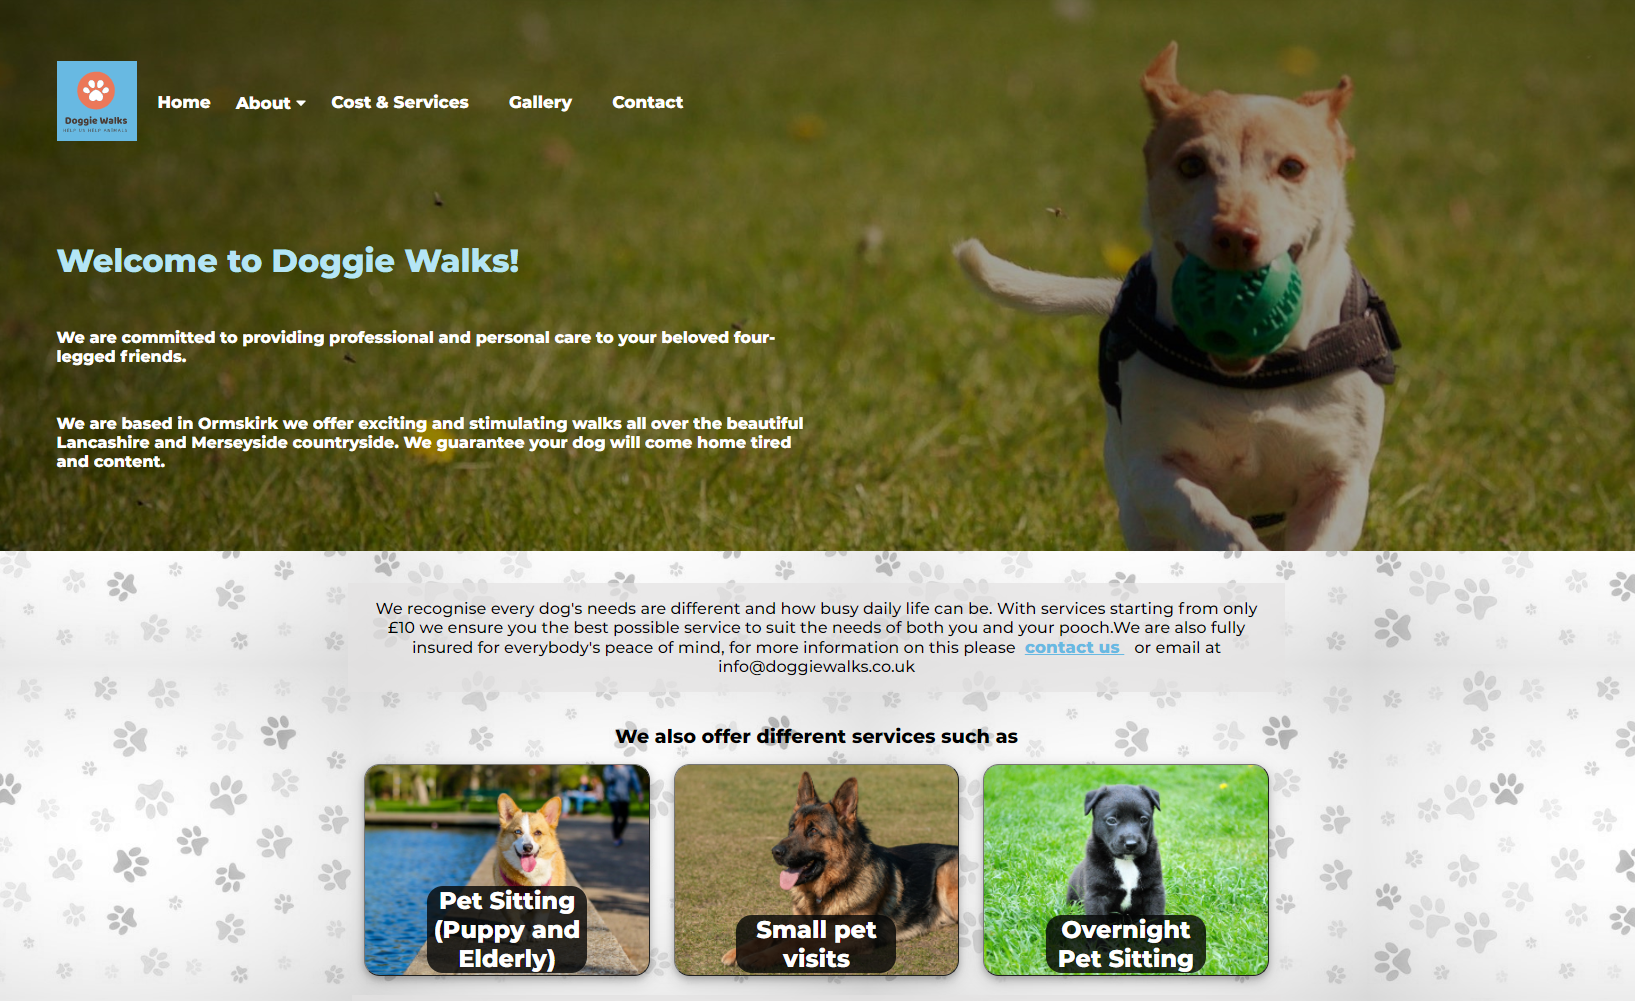 Doggie Walks
HELP US HELP ANIMALS
Home
About
Cost & Services
Gallery
Contact
Welcome to Doggie Walks!
We are committed to providing professional and personal care to your beloved four-
legged friends.
We are based in Ormskirk we offer exciting and stimulating walks all over the beautiful
Lancashire and Merseyside countryside. We guarantee your dog will come home tired
and content.
We recognise every dog's needs are different and how busy daily life can be. With services starting from only
£10 we ensure you the best possible service to suit the needs of both you and your pooch.We are also fully
insured for everybody's peace of mind, for more information on this please contact us or email at
info@doggiewalks.co.uk
We also offer different services such as
Pet Sitting
(Puppy and
Elderly)
Small pet
visits
Overnight
Pet Sitting